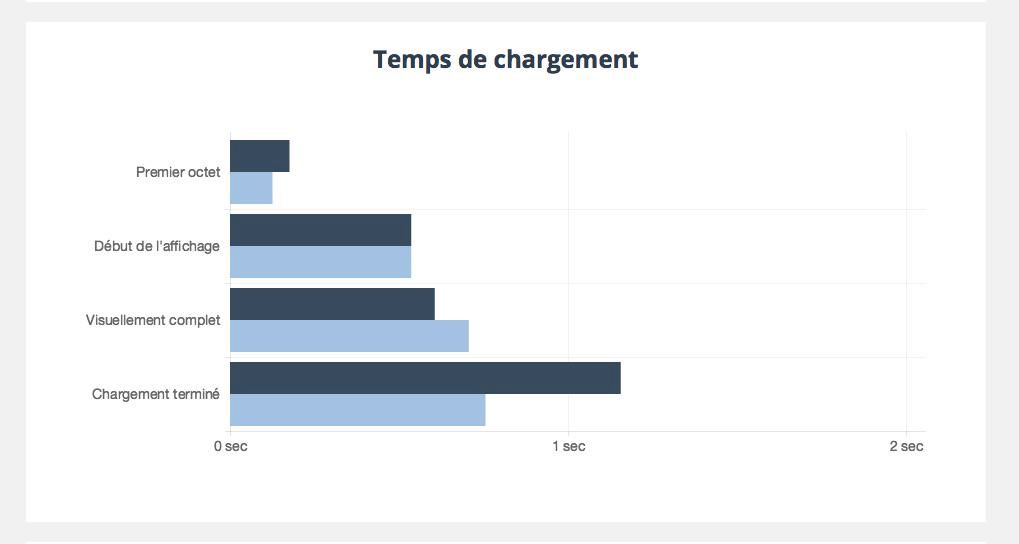 Temps de chargement
Premier octet
Début de l'affichage
Visuellement complet
Chargement terminé
0 sec
1 sec
2 sec